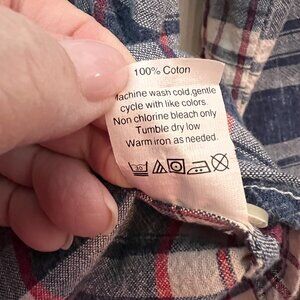 100% Coton
Machine wash cold,gentle
cycle with like colors.
Non chlorine bleach only
Tumble dry low
Warm iron as needed.
30